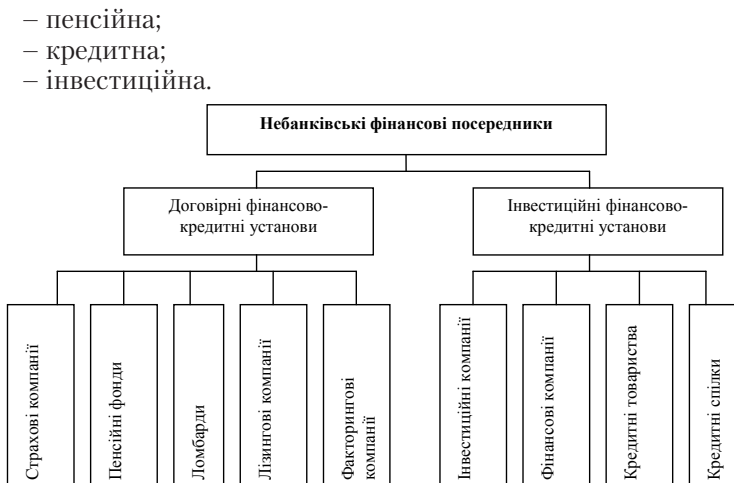 – пенсійна;
– кредитна;
– інвестиційна.
Небанківські фінансові посередники
Договірні фінансово-
кредитні установи
Інвестиційні фінансово-
кредитні установи
Страхові компанії
Пенсійні фонди
Ломбарди
Лізингові компанії
Факторингові
компанії
Інвестиційні компанії
Фінансові компанії
Кредитні товариства
Кредитні спілки